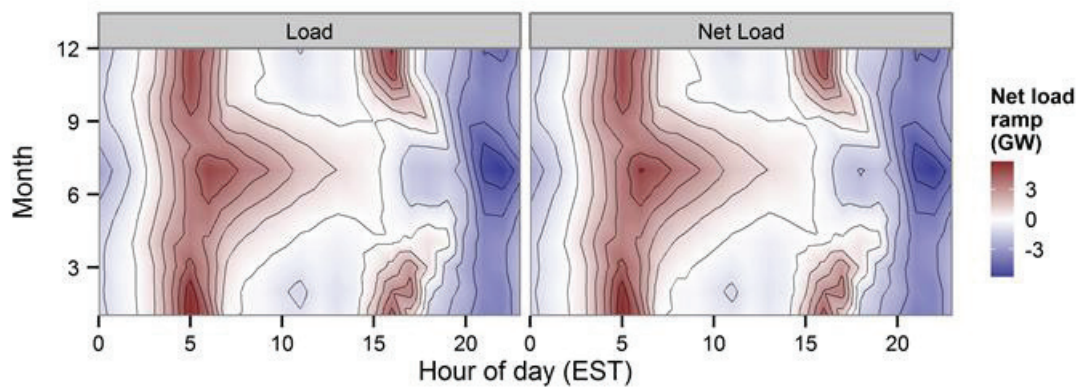 Load Net Load
12
9
6
3
Month
0 5 10 15 20 0 5 10 15 20
Hour of day (EST)
Net load
ramp
(GW)
3
0
-3